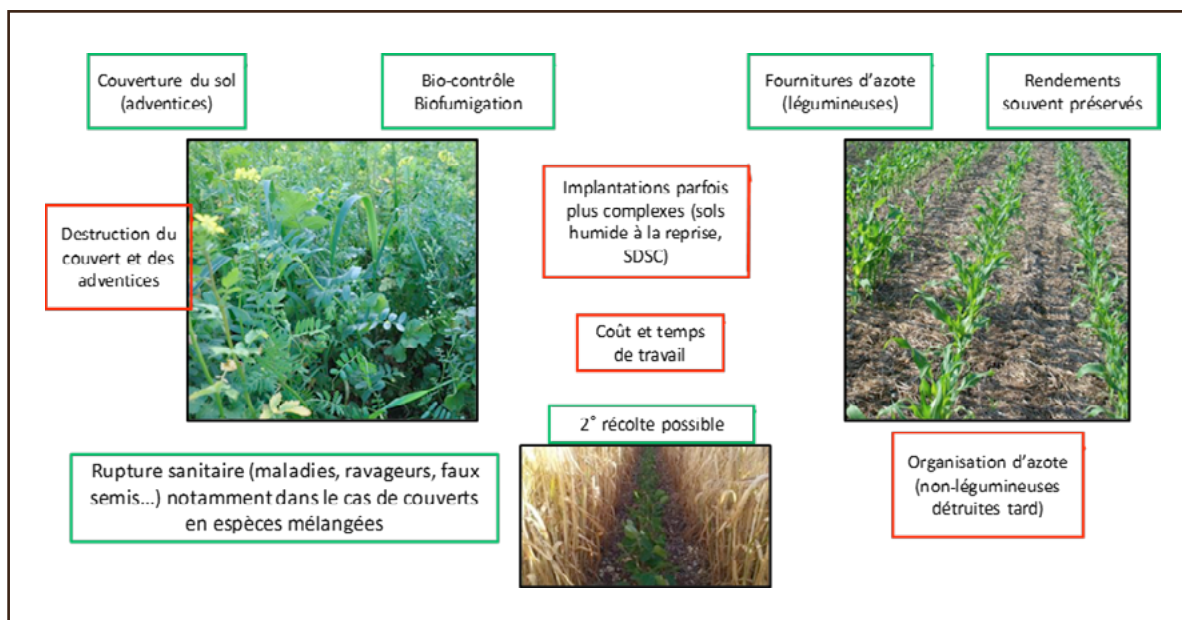 Couverture du sol
(adventices)
Bio-contrôle
Biofumigation
Fournitures d'azote
(légumineuses)
Rendements
souvent préservés
Implantations parfois
plus complexes (sols
humide à la reprise,
SDSC)
Destruction du
couvert et des
adventices
Coût et temps
de travail
2° récolte possible
Rupture sanitaire (maladies, ravageurs, faux
semis...) notamment dans le cas de couverts
en espèces mélangées
Organisation d'azote
(non-légumineuses
détruites tard)